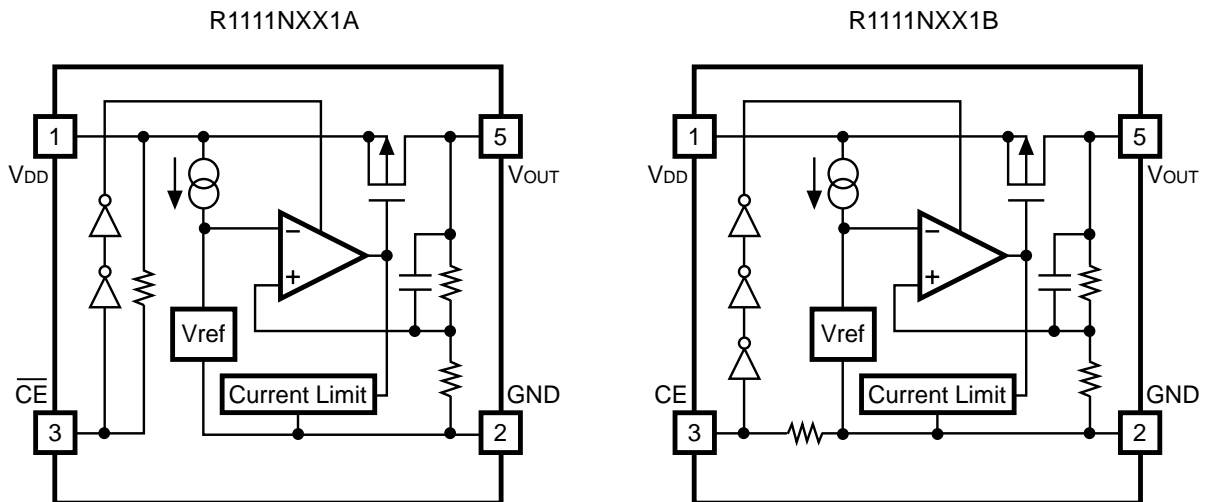 R1111NXX1A
1
5
VDD
VOUT
−
+
Vref
Current Limit
CE
GND
3
2
R1111NXX1B
1
5
VDD
VOUT
−
+
Vref
Current Limit
CE
GND
3
2